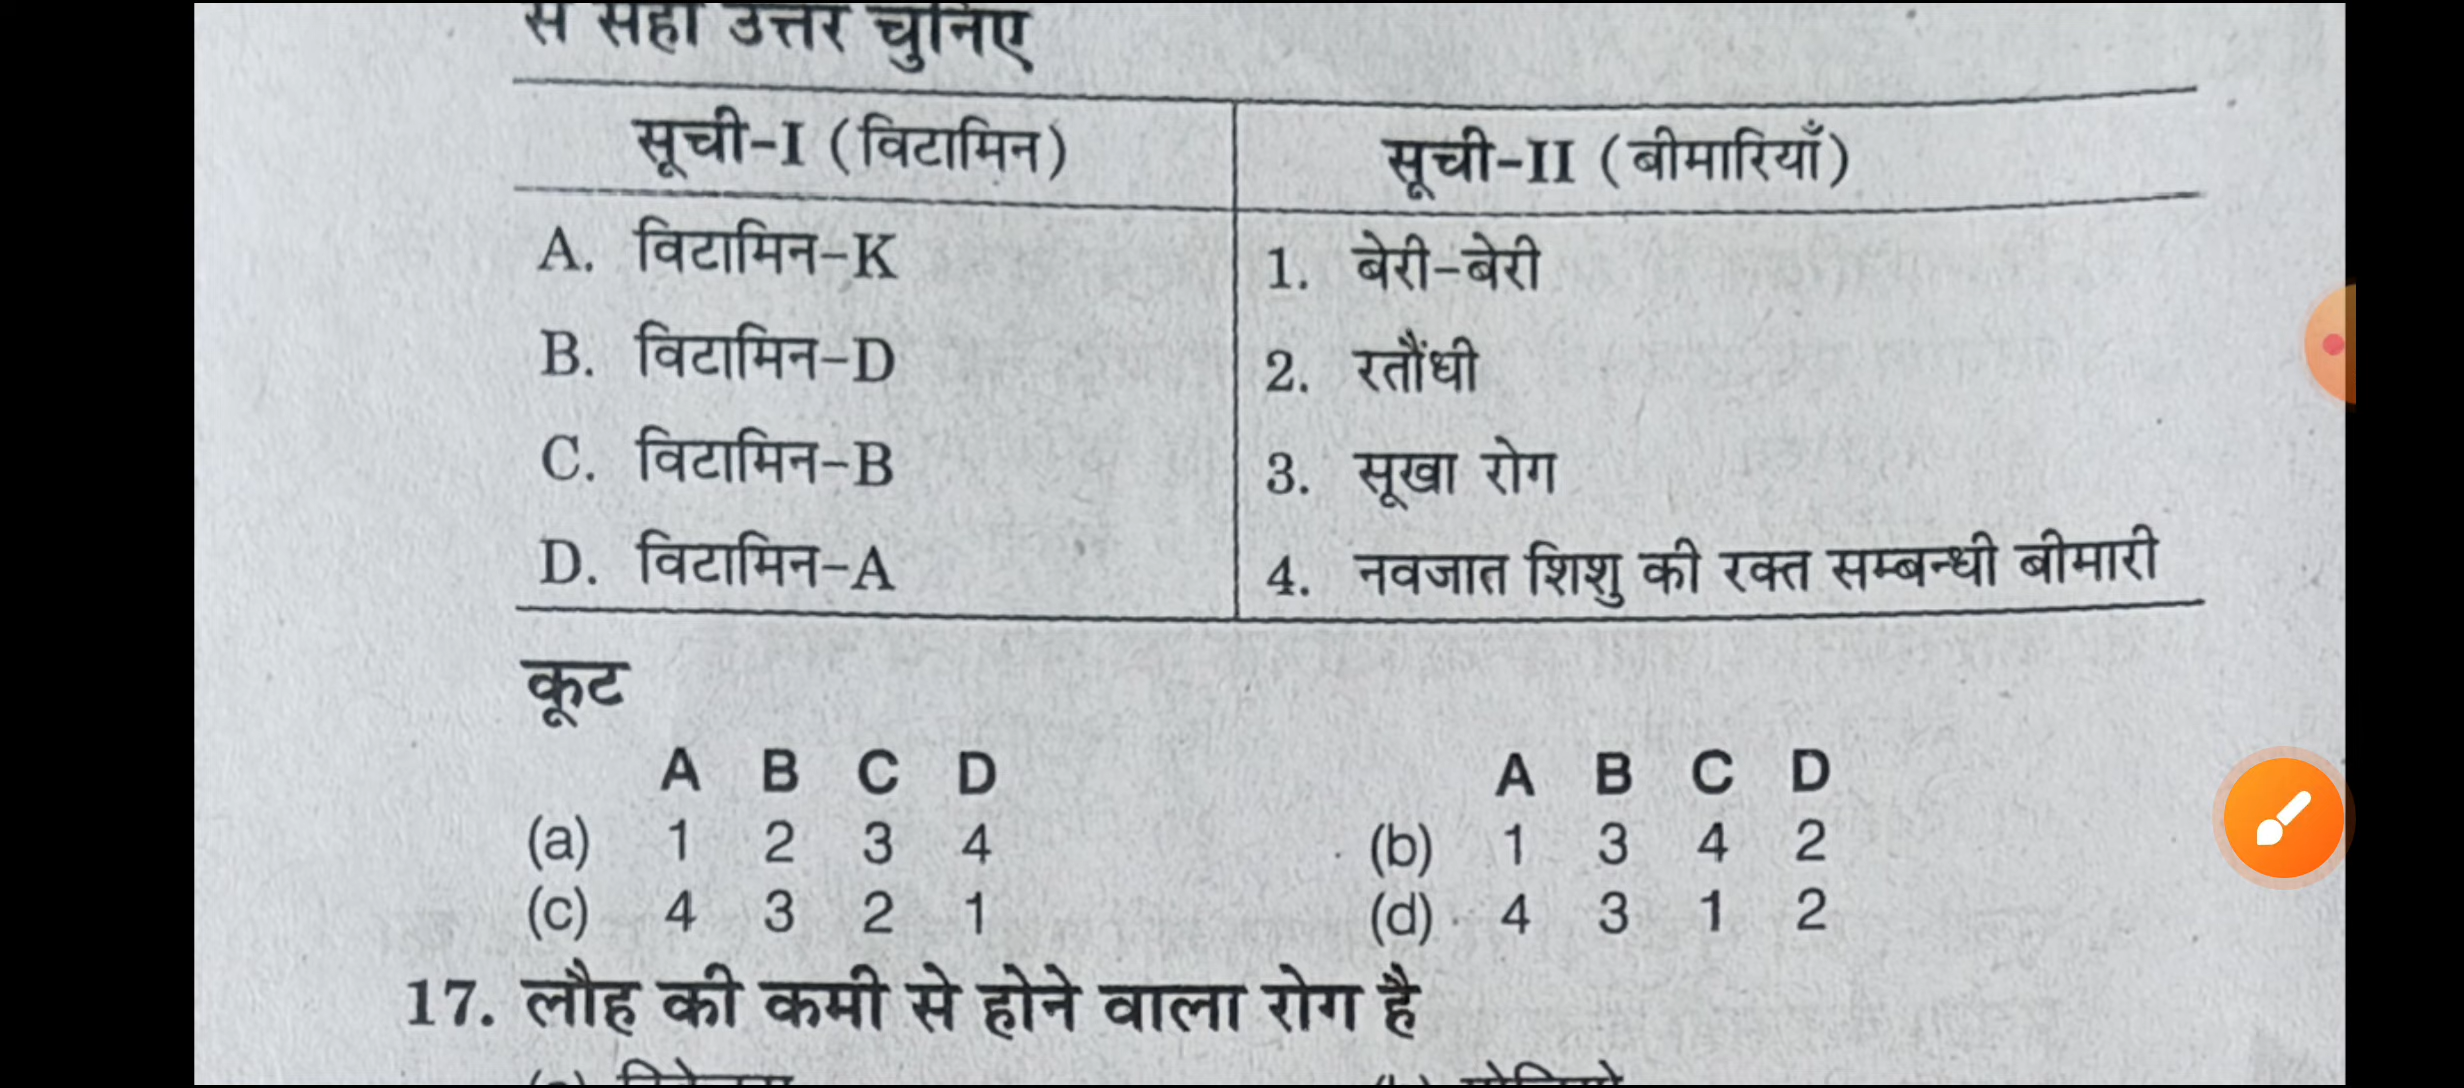 से सही उत्तर चुनिए
सूची-I (विटामिन) सूची-II (बीमारियाँ)
A. विटामिन-K 1. बेरी-बेरी
B. विटामिन-D 2. रतौंधी
C. विटामिन-B 3. सूखा रोग
D. विटामिन-A 4. नवजात शिशु की रक्त सम्बन्धी बीमारी
कूट
A B C D A B C D
(a) 1 2 3 4 (b) 1 3 4 2
(c) 4 3 2 1 (d) 4 3 1 2
17. लौह की कमी से होने वाला रोग है